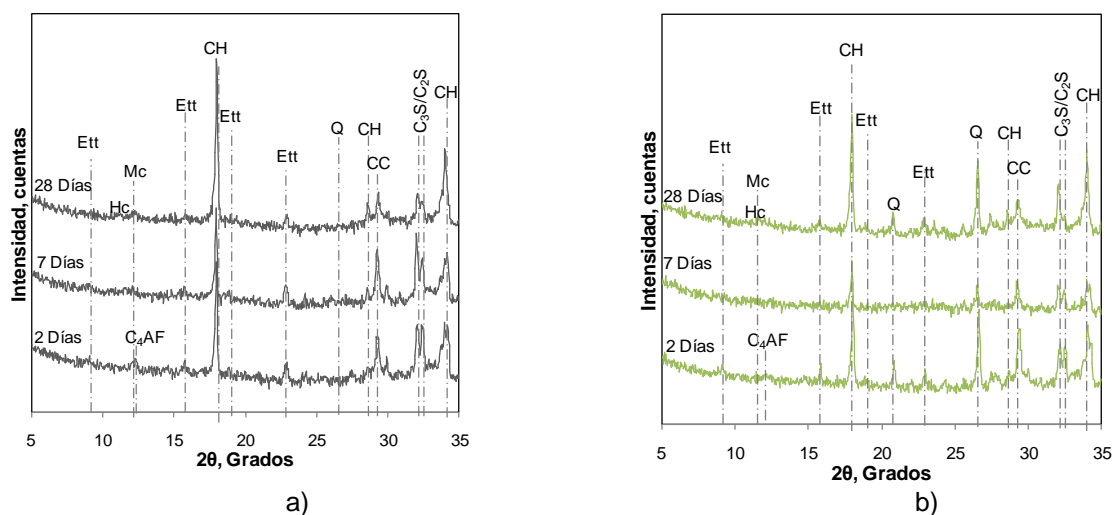 Intensidad, cuentas
CH
Ett
Ett
Ett
Mc
Hc
C₄AF
Ett
Q
CH
CC
C₃S/C₂S
CH
28 Días
7 Días
2 Días
5 10 15 20 25 30 35
2θ, Grados
a)
Intensidad, cuentas
CH
Ett
Ett
Ett
Mc
Hc
C₄AF
Q
Ett
Q
CH
CC
C₃S/C₂S
CH
28 Días
7 Días
2 Días
5 10 15 20 25 30 35
2θ, Grados
b)